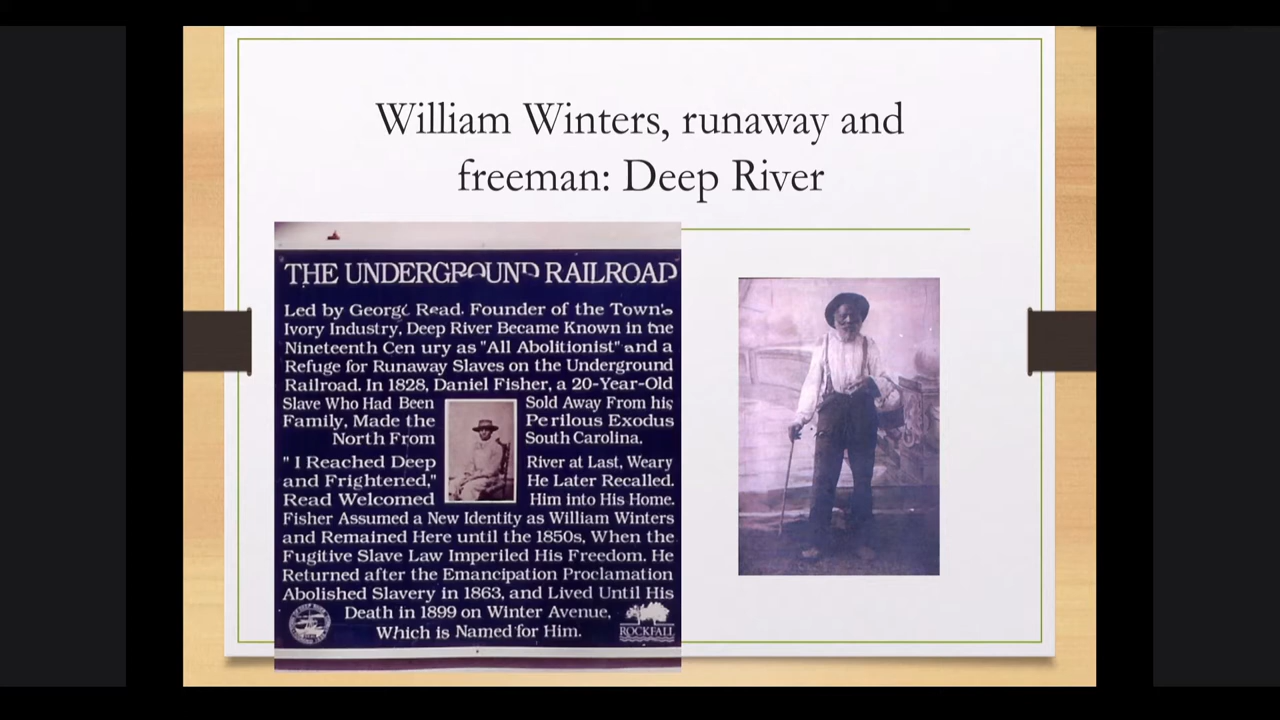 William Winters, runaway and
freeman: Deep River
THE UNDERGROUND RAILROAD
Led by George Read, Founder of the Town's
Ivory Industry, Deep River Became Known in the
Nineteenth Cen ury as "All Abolitionist" and a
Refuge for Runaway Slaves on the Underground
Railroad. In 1828, Daniel Fisher, a 20-Year-Old
Slave Who Had Been Sold Away From his
Family, Made the Perilous Exodus
North From South Carolina.
" I Reached Deep River at Last, Weary
and Frightened," He Later Recalled.
Read Welcomed Him into His Home.
Fisher Assumed a New Identity as William Winters
and Remained Here until the 1850s, When the
Fugitive Slave Law Imperiled His Freedom. He
Returned after the Emancipation Proclamation
Abolished Slavery in 1863, and Lived Until His
Death in 1899 on Winter Avenue,
Which is Named for Him.
ROCKFALL